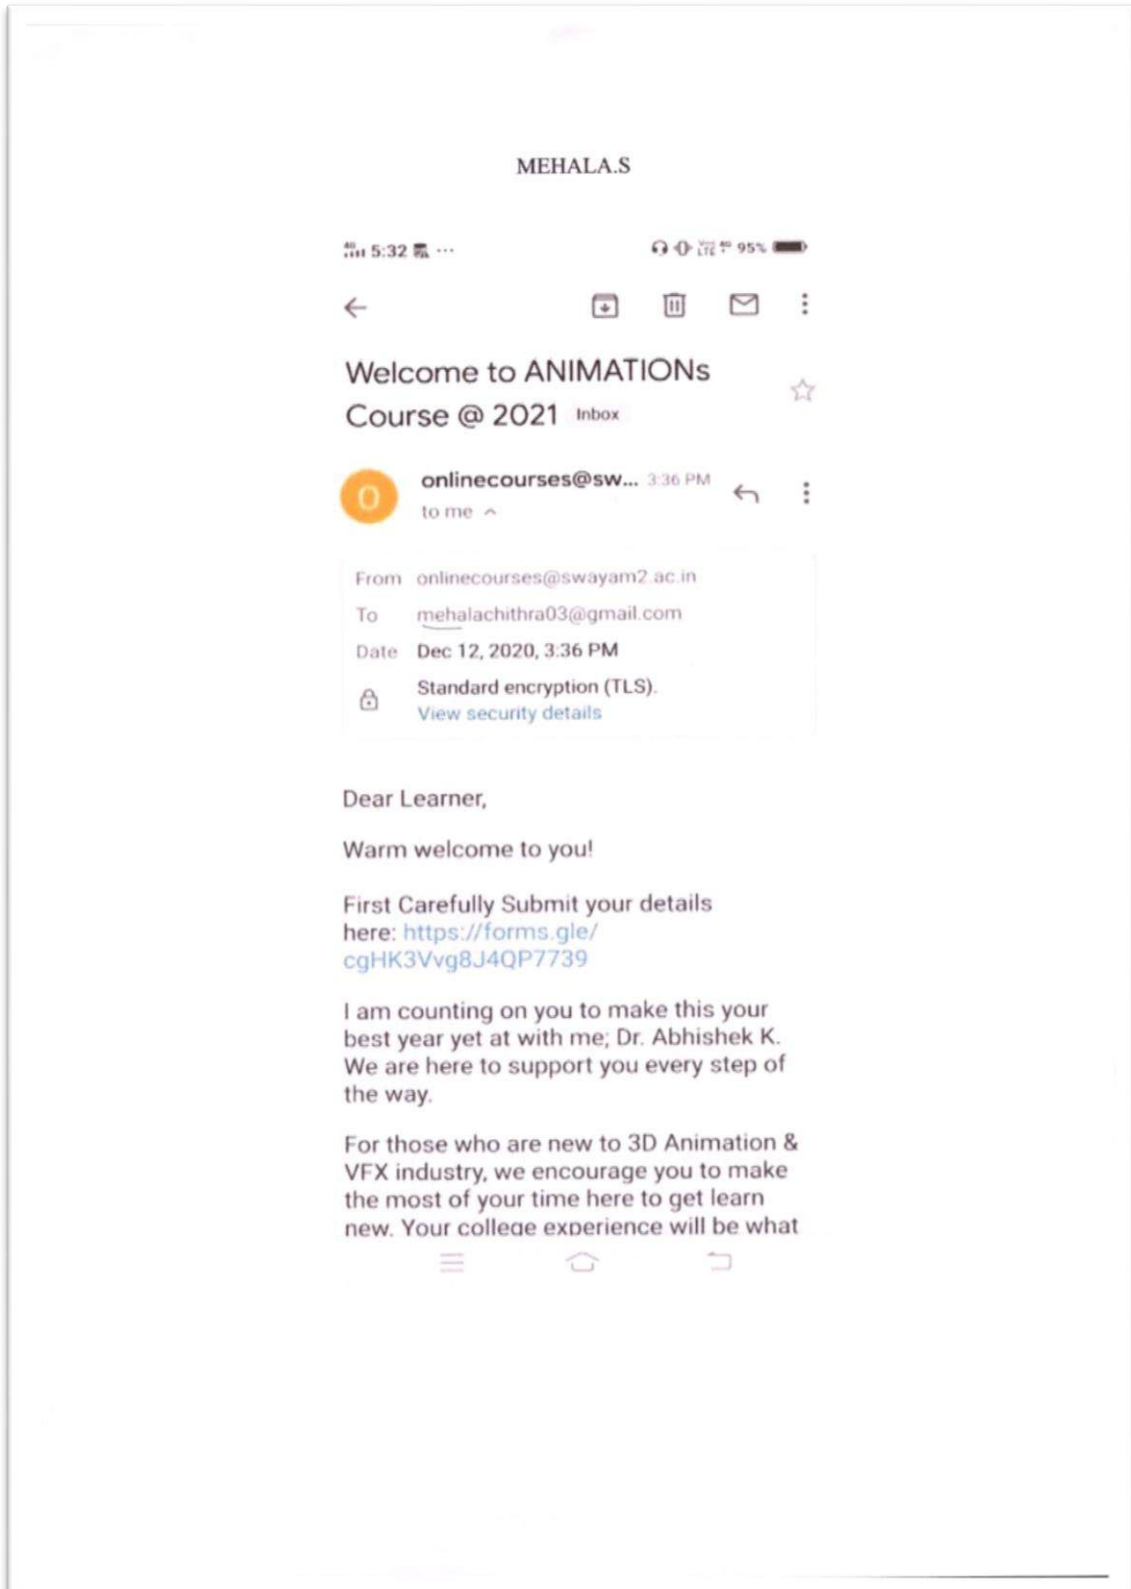 MEHALA.S
5:32 ...
95%
Welcome to ANIMATIONs
Course @ 2021 Inbox
O
onlinecourses@sw... 3:36 PM
to me
From onlinecourses@swayam2.ac.in
To mehalachithra03@gmail.com
Date Dec 12, 2020, 3:36 PM
Standard encryption (TLS).
View security details
Dear Learner,
Warm welcome to you!
First Carefully Submit your details
here: https://forms.gle/
cgHK3Vvg8J4QP7739
I am counting on you to make this your
best year yet at with me; Dr. Abhishek K.
We are here to support you every step of
the way.
For those who are new to 3D Animation &
VFX industry, we encourage you to make
the most of your time here to get learn
new. Your college experience will be what